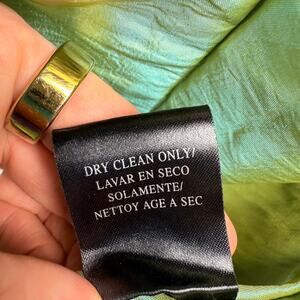 DRY CLEAN ONLY/
LAVAR EN SECO
SOLAMENTE/
NETTOY AGE A SEC